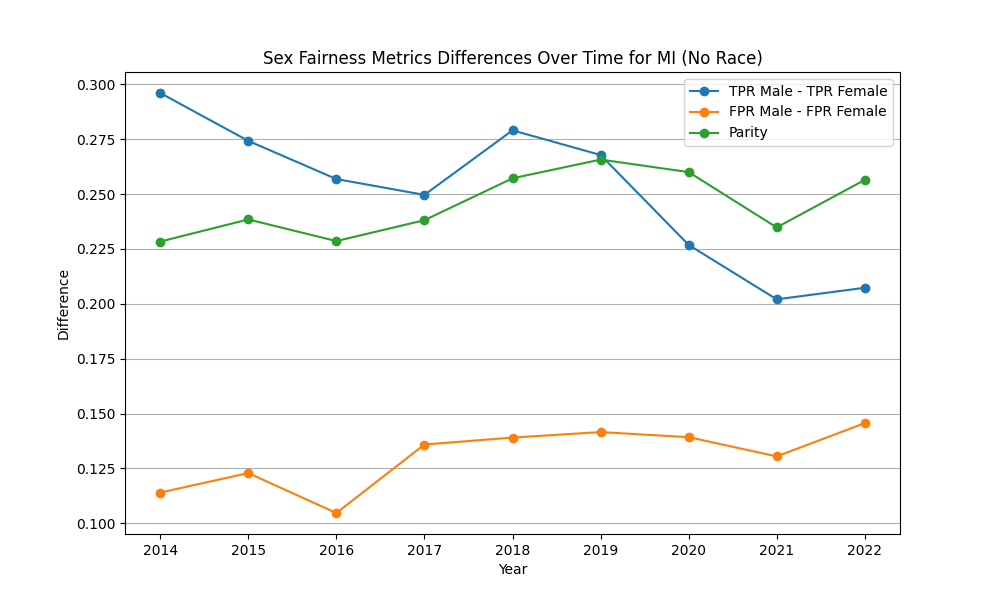 Sex Fairness Metrics Differences Over Time for MI (No Race)
0.300
0.275
0.250
0.225
0.200
0.175
0.150
0.125
0.100
Difference
TPR Male - TPR Female
FPR Male - FPR Female
Parity
2014 2015 2016 2017 2018 2019 2020 2021 2022
Year